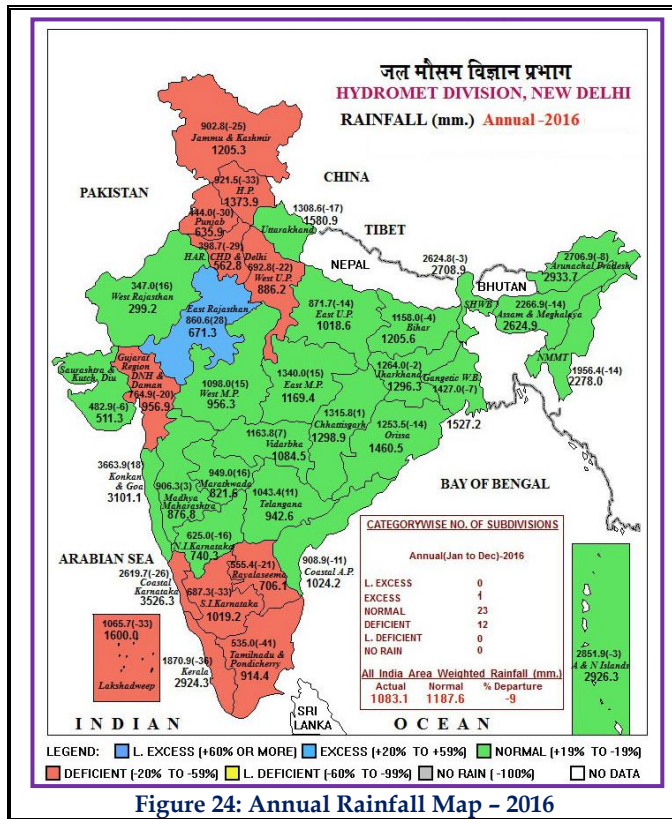 जल मौसम विज्ञान प्रभाग
HYDROMET DIVISION, NEW DELHI
RAINFALL (mm.) Annual -2016
902.8(-25)
Jammu & Kashmir
1205.3
CHINA
921.5(-33)
H.P.
1373.9
PAKISTAN
444.0(-30)
Punjab
635.9
1308.6(-17)
1580.9
Uttarakhand
TIBET
398.7(-29)
HAR. CHD & Delhi
562.8
692.8(-22)
West U.P.
886.2
NEPAL
2624.8(-3)
2708.9
BHUTAN
2706.9(-8)
Arunachal Pradesh
2933.7
347.0(16)
West Rajasthan
299.2
East Rajasthan
860.6(28)
671.3
871.7(-14)
East U.P.
1018.6
1158.0(-4)
Bihar
1205.6
SHWB
2266.9(-14)
Assam & Meghalaya
2624.9
NMMT
1956.4(-14)
2278.0
Saurashtra &
Kutch, Diu
482.9(-6)
511.3
Gujarat
Region
DNH &
Daman
764.9(-20)
956.9
1098.0(15)
West M.P.
956.3
1340.0(15)
East M.P.
1169.4
1264.0(-2)
Jharkhand
1296.3
Gangetic W.B.
1427.0(-7)
1527.2
1315.8(1)
Chhattisgarh
1298.9
1253.5(-14)
Orissa
1460.5
1163.8(7)
Vidarbha
1084.5
3663.9(18
Konkan
& Goa
3101.1
906.3(3)
Madhya
Maharashtra
876.8
949.0(16)
Marathwada
821.6
1043.4(11)
Telangana
942.6
BAY OF BENGAL
625.0(-16)
N.I.Karnataka
740.3
ARABIAN SEA
2619.7(-26)
Coastal
Karnataka
3526.3
555.4(-21)
Rayalaseema
706.1
908.9(-11)
Coastal A.P.
1024.2
687.3(-33)
S.I.Karnataka
1019.2
1065.7(-33)
1600.0
Lakshadweep
1870.9(-36)
Kerala
2924.3
535.0(-41)
Tamilnadu &
Pondicherry
914.4
CATEGORYWISE NO. OF SUBDIVISIONS
Annual(Jan to Dec)-2016
L. EXCESS 0
EXCESS 1
NORMAL 23
DEFICIENT 12
L. DEFICIENT 0
NO RAIN 0
All India Area Weighted Rainfall (mm.)
Actual Normal % Departure
1083.1 1187.6 -9
2851.9(-3)
A & N Islands
2926.3
SRI
LANKA
INDIAN OCEAN
LEGEND: L. EXCESS (+60% OR MORE) EXCESS (+20% TO +59%) NORMAL (+19% TO -19%)
DEFICIENT (-20% TO -59%) L. DEFICIENT (-60% TO -99%) NO RAIN (-100%) NO DATA
Figure 24: Annual Rainfall Map – 2016